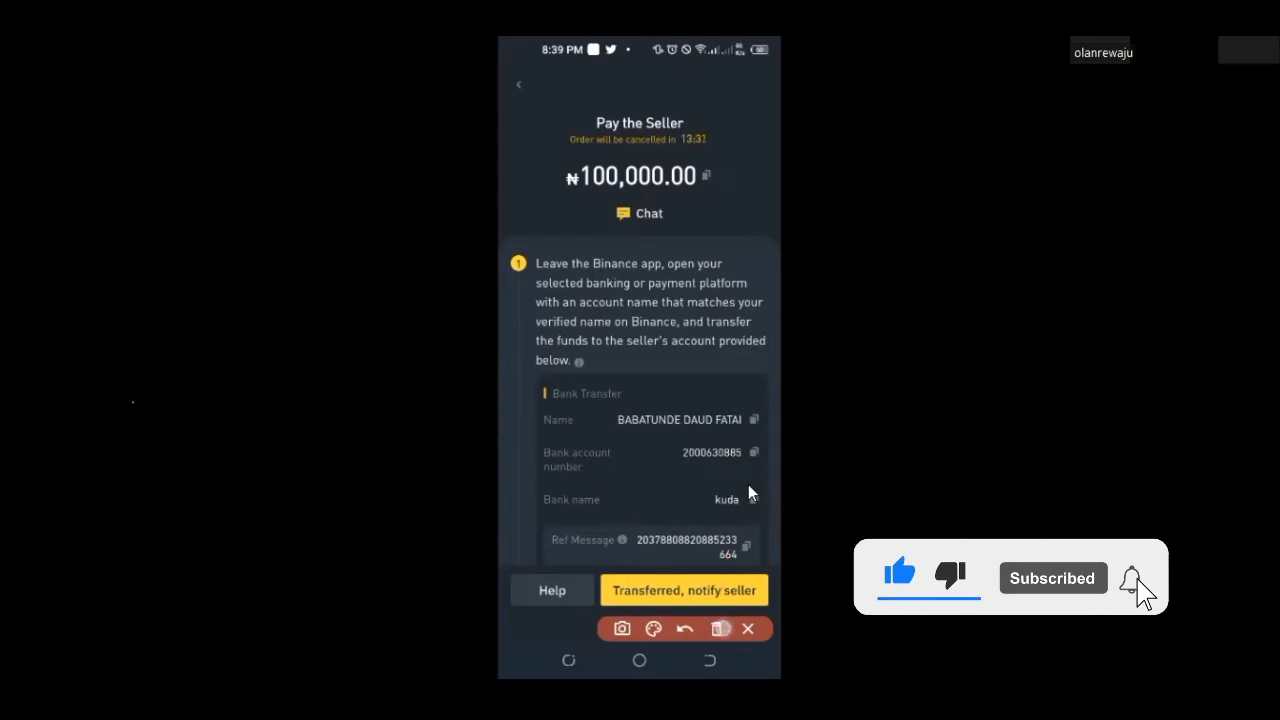 8:39 PM
olanrewaju
Pay the Seller
Order will be cancelled in 13:31
₦100,000.00
Chat
1
Leave the Binance app, open your
selected banking or payment platform
with an account name that matches your
verified name on Binance, and transfer
the funds to the seller's account provided
below.
Bank Transfer
Name BABATUNDE DAUD FATAI
Bank account 2000630885
number
Bank name kuda
Ref Message 20378808820885233
664
Help
Transferred, notify seller
Subscribed